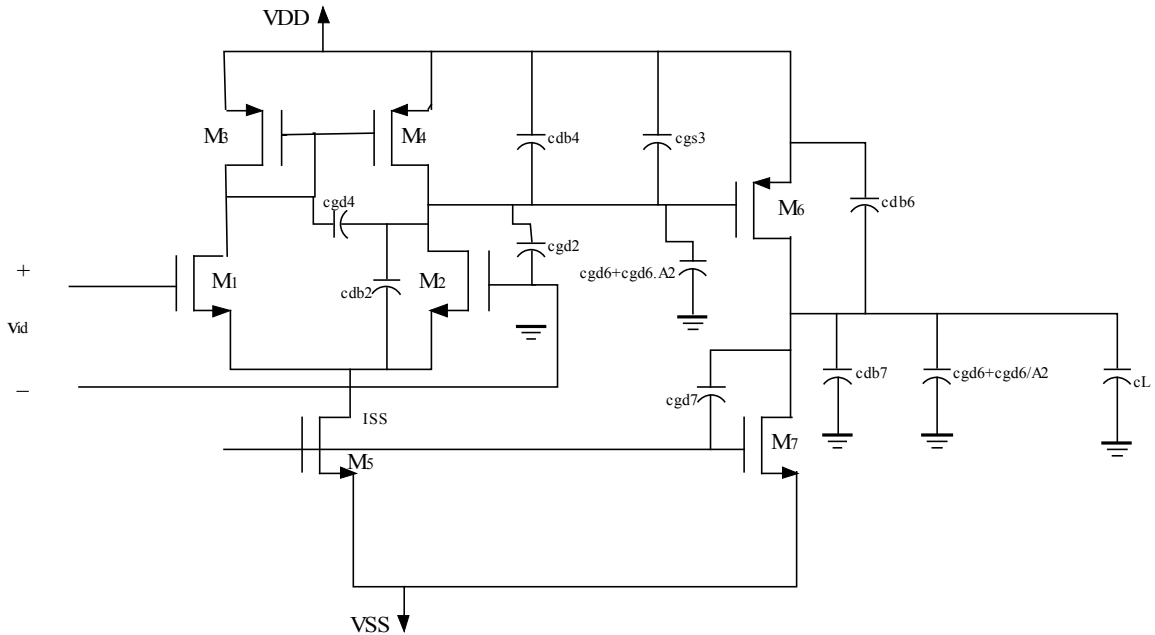 VDD
M3
M4
cdb4
cgs3
cgd4
M6
cdb6
cgd2
+
M1
cdb2
M2
cgd6+cgd6.A2
Vid
−
cgd7
cdb7
cgd6+cgd6/A2
cL
ISS
M5
M7
VSS